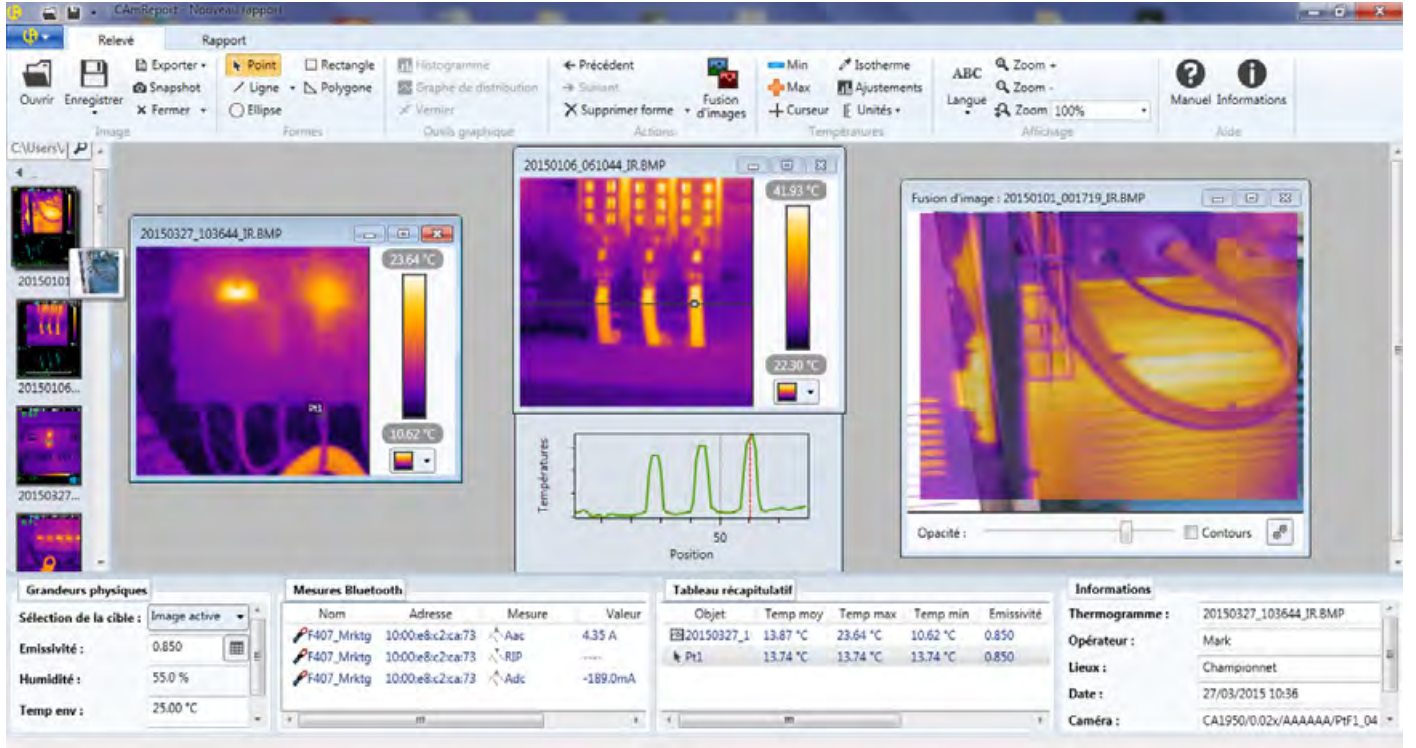 CAmReport - Nouveau rapport
Relevé Rapport
Ouvrir Enregistrer
Exporter
Snapshot
Fermer
Image
Point Rectangle
Ligne Polygone
Ellipse
Formes
Histogramme
Graphe de distribution
Vernier
Outils graphique
Précédent
Suivant
Supprimer forme
Fusion d'images
Actions
Min Isotherme
Max Ajustements
Curseur Unités
Températures
ABC
Langue
Zoom +
Zoom -
Zoom 100%
Affichage
Manuel Informations
Aide
C:\Users\
20150101
20150106...
20150327...
20150327_103644_IR.BMP
23.64 °C
Pt1
10.62 °C
20150106_061044_IR.BMP
41.93 °C
22.30 °C
Températures
50
Position
Fusion d'image : 20150101_001719_IR.BMP
Opacité : Contours
Grandeurs physiques
Sélection de la cible : Image active
Emissivité : 0.850
Humidité : 55.0 %
Temp env : 25.00 °C
Mesures Bluetooth
Nom Adresse Mesure Valeur
F407_Mrktg 10:00:e8:c2:ca:73 Aac 4.35 A
F407_Mrktg 10:00:e8:c2:ca:73 RIP ----
F407_Mrktg 10:00:e8:c2:ca:73 Adc -189.0mA
Tableau récapitulatif
Objet Temp moy Temp max Temp min Emissivité
20150327_1 13.87 °C 23.64 °C 10.62 °C 0.850
Pt1 13.74 °C 13.74 °C 13.74 °C 0.850
Informations
Thermogramme : 20150327_103644_IR.BMP
Opérateur : Mark
Lieux : Championnet
Date : 27/03/2015 10:36
Caméra : CA1950/0.02x/AAAAAA/PtF1_04